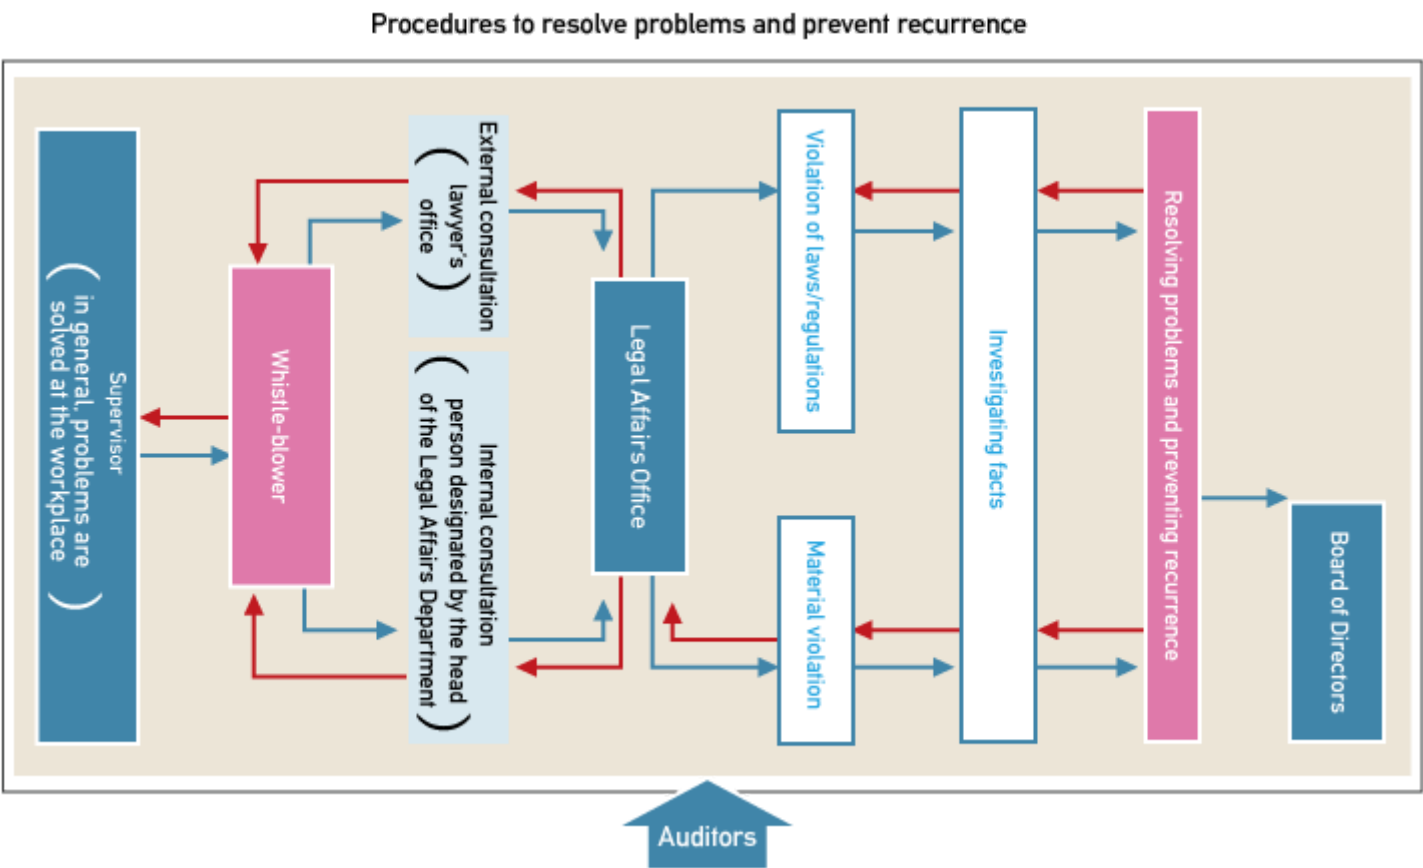 Procedures to resolve problems and prevent recurrence
Supervisor
( in general, problems are
solved at the workplace )
Whistle-blower
External consultation
( lawyer's
office )
Internal consultation
( person designated by the head
of the Legal Affairs Department )
Legal Affairs Office
Violation of laws/regulations
Material violation
Investigating facts
Resolving problems and preventing recurrence
Board of Directors
Auditors